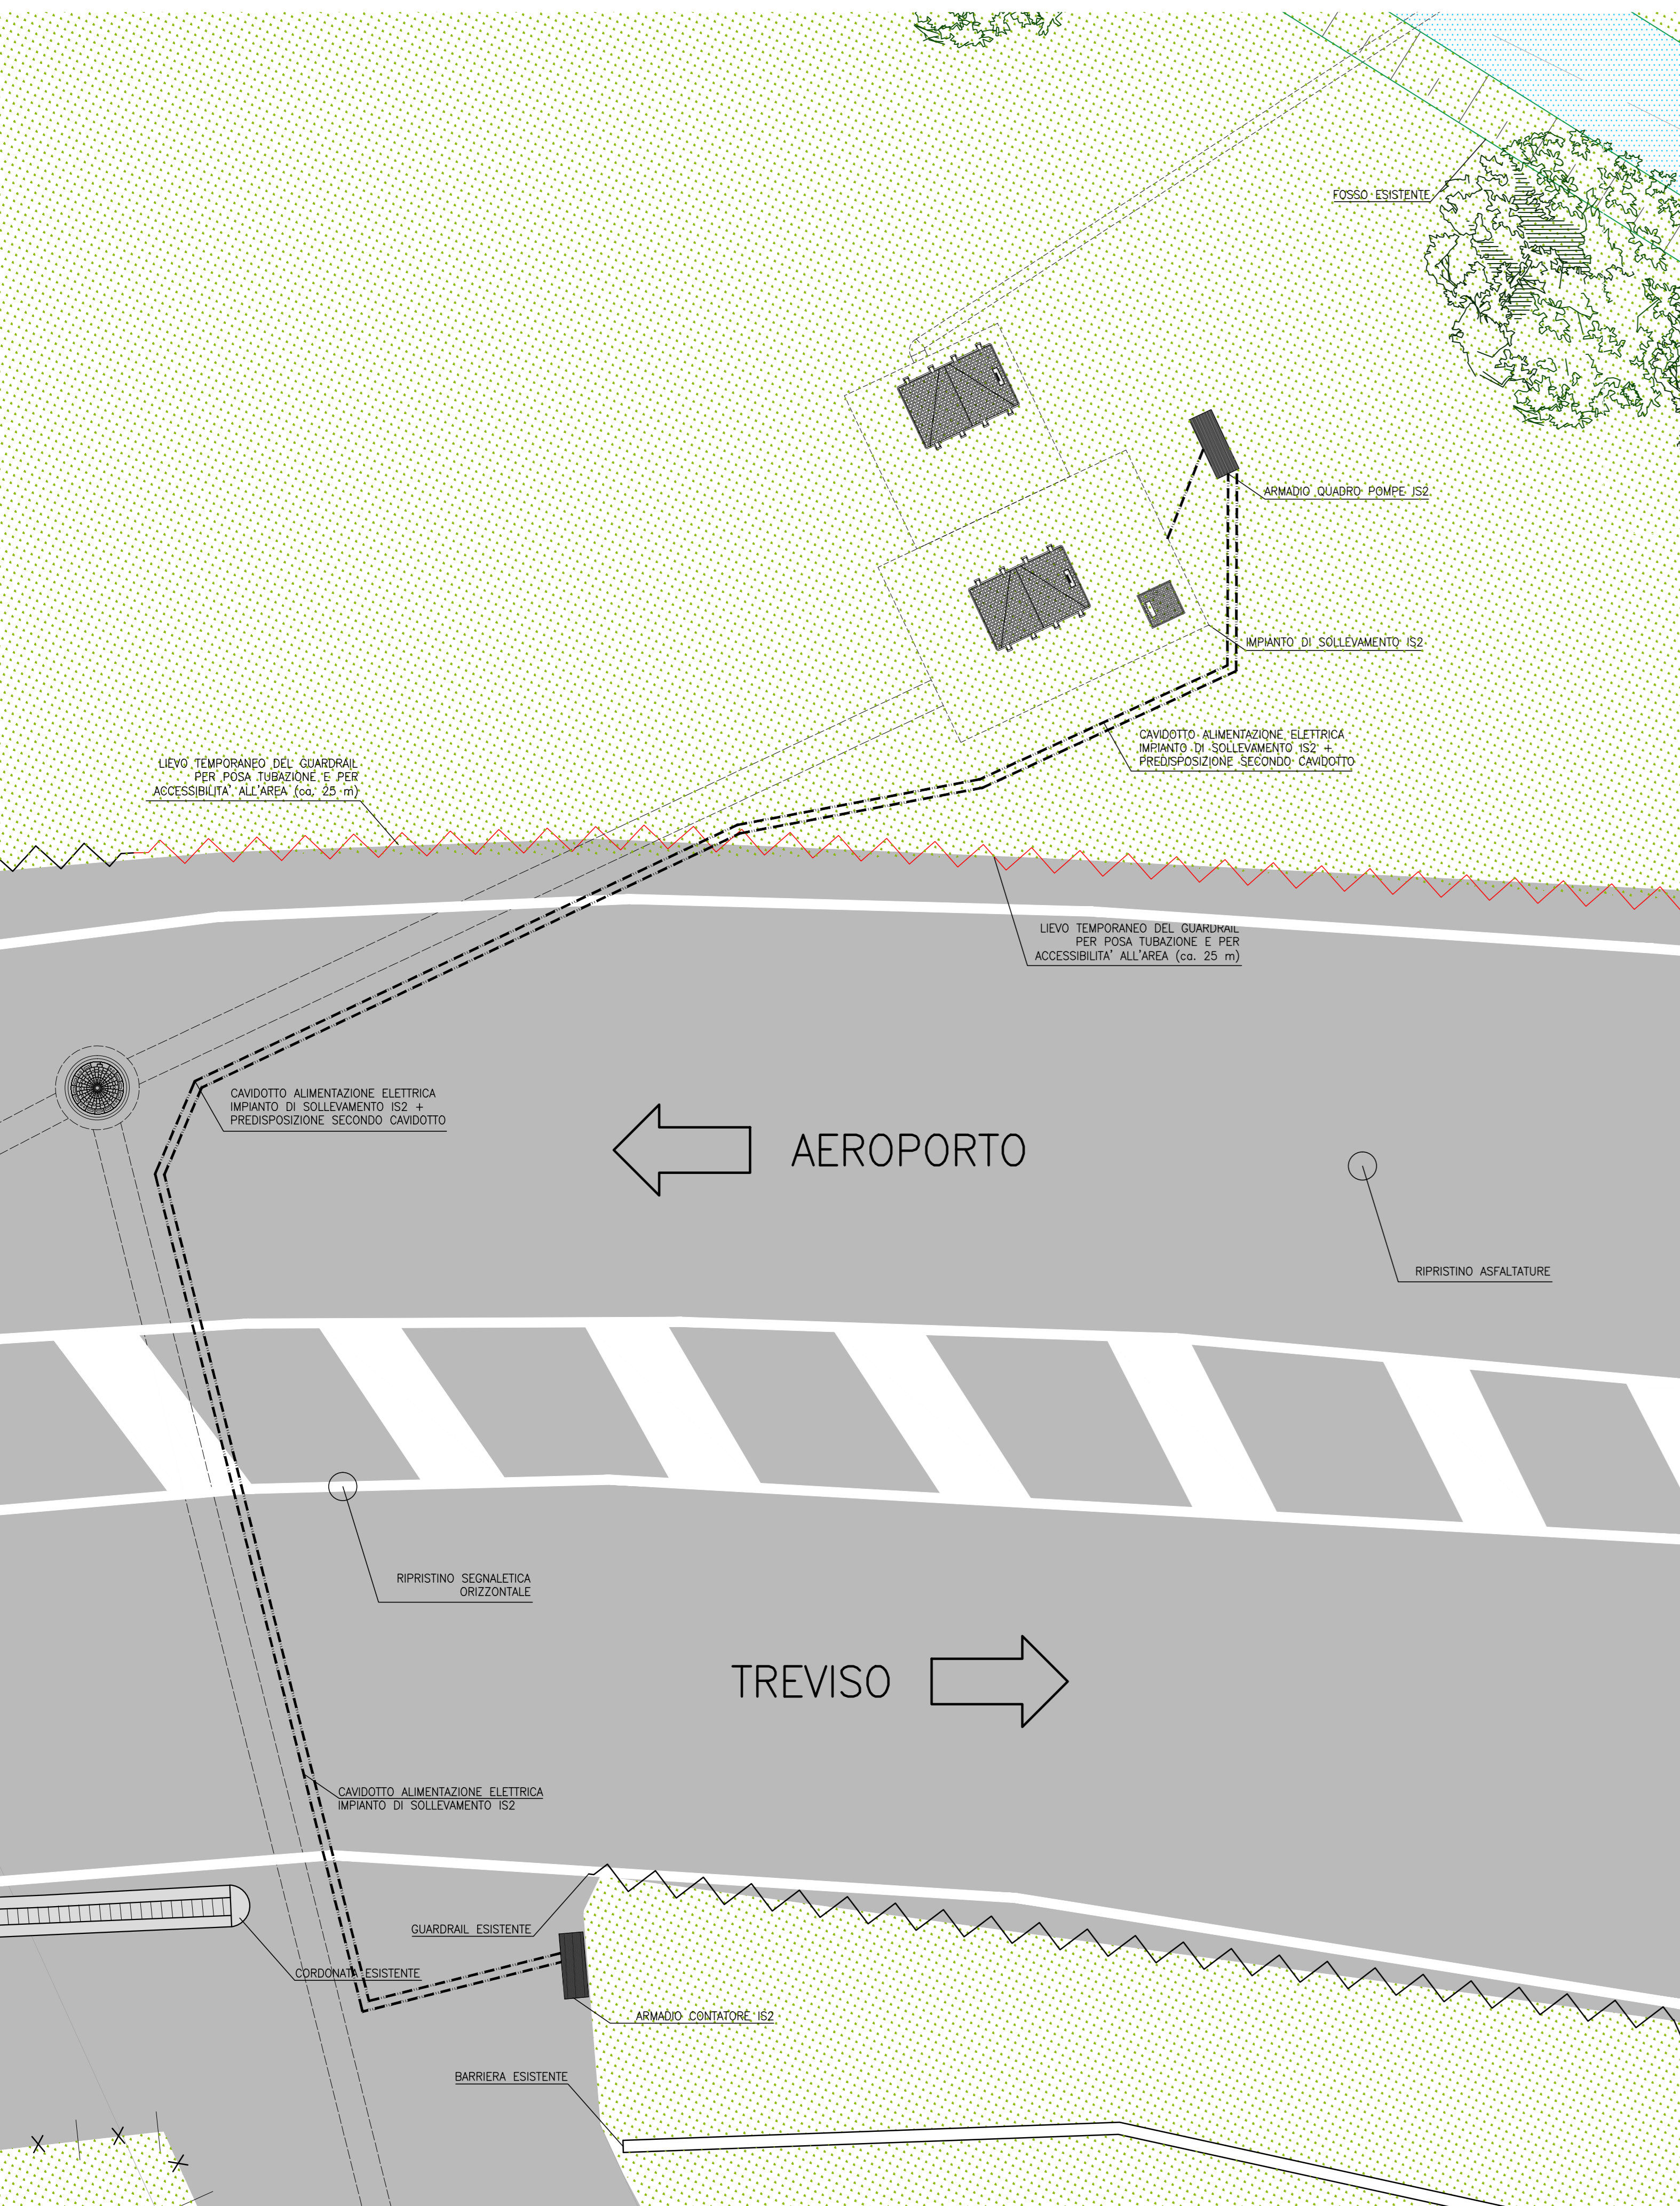 FOSSO ESISTENTE
ARMADIO QUADRO POMPE IS2
IMPIANTO DI SOLLEVAMENTO IS2
CAVIDOTTO ALIMENTAZIONE ELETTRICA
IMPIANTO DI SOLLEVAMENTO IS2 +
PREDISPOSIZIONE SECONDO CAVIDOTTO
LIEVO TEMPORANEO DEL GUARDRAIL
PER POSA TUBAZIONE E PER
ACCESSIBILITA' ALL'AREA (ca. 25 m)
LIEVO TEMPORANEO DEL GUARDRAIL
PER POSA TUBAZIONE E PER
ACCESSIBILITA' ALL'AREA (ca. 25 m)
CAVIDOTTO ALIMENTAZIONE ELETTRICA
IMPIANTO DI SOLLEVAMENTO IS2 +
PREDISPOSIZIONE SECONDO CAVIDOTTO
AEROPORTO
RIPRISTINO ASFALTATURE
RIPRISTINO SEGNALETICA
ORIZZONTALE
TREVISO
CAVIDOTTO ALIMENTAZIONE ELETTRICA
IMPIANTO DI SOLLEVAMENTO IS2
GUARDRAIL ESISTENTE
CORDONATA ESISTENTE
ARMADIO CONTATORE IS2
BARRIERA ESISTENTE